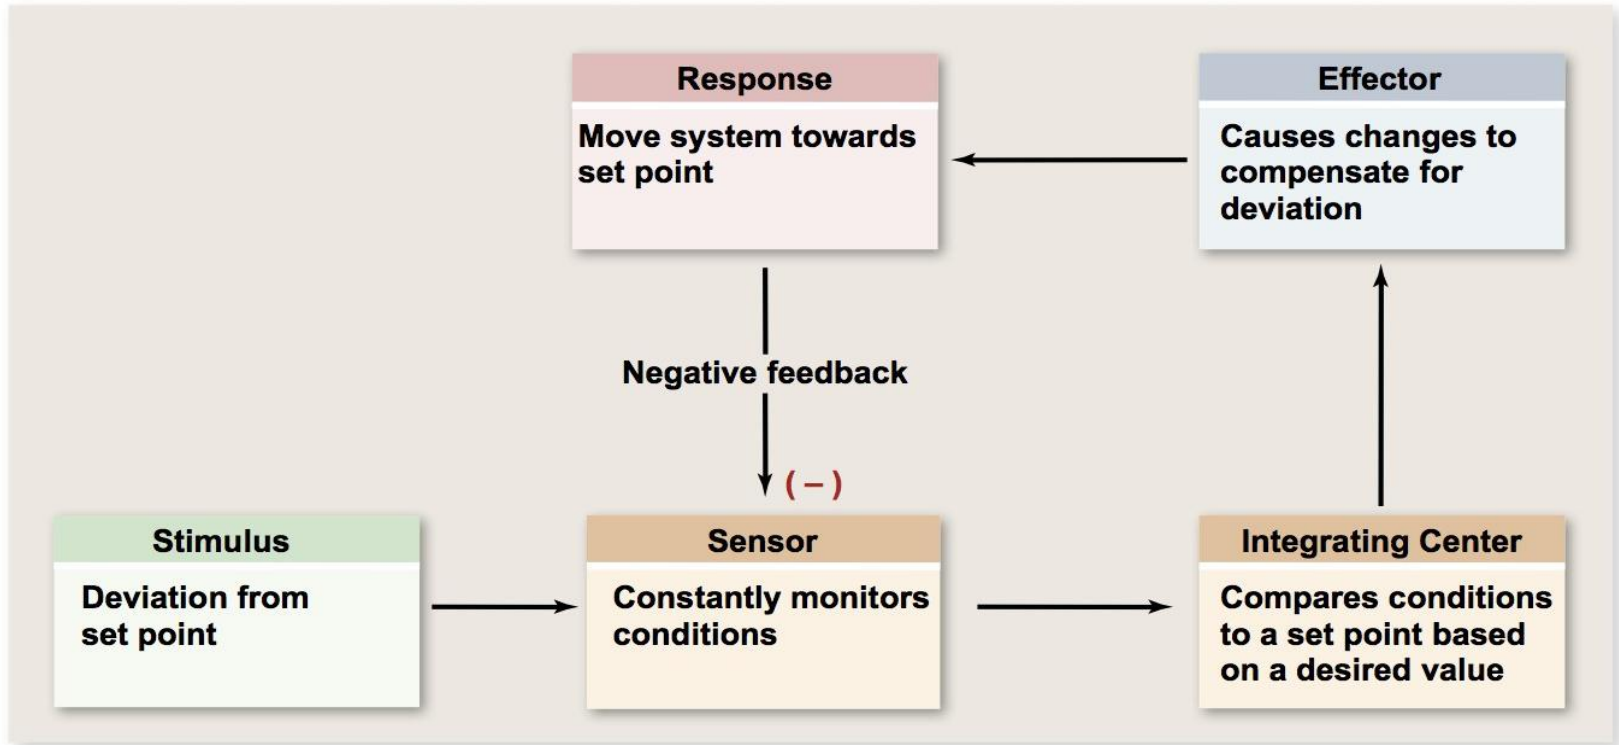 Response
Move system towards
set point
Effector
Causes changes to
compensate for
deviation
Negative feedback
( – )
Stimulus
Deviation from
set point
Sensor
Constantly monitors
conditions
Integrating Center
Compares conditions
to a set point based
on a desired value